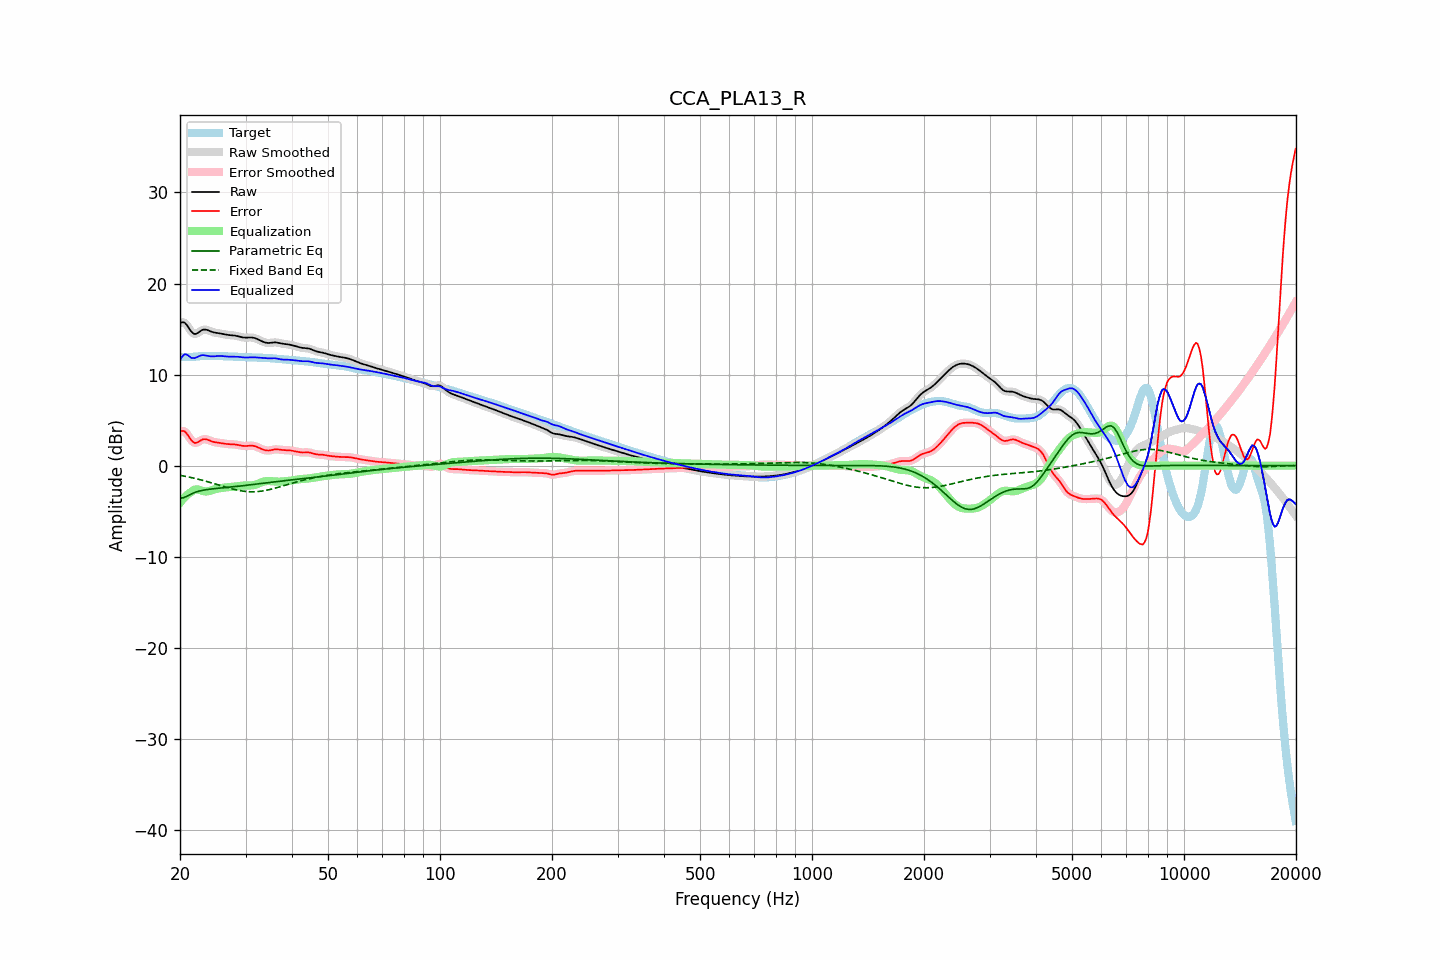 CCA_PLA13_R
Target
Raw Smoothed
Error Smoothed
Raw
Error
Equalization
Parametric Eq
Fixed Band Eq
Equalized
Amplitude (dBr)
30
20
10
0
−10
−20
−30
−40
20 50 100 200 500 1000 2000 5000 10000 20000
Frequency (Hz)